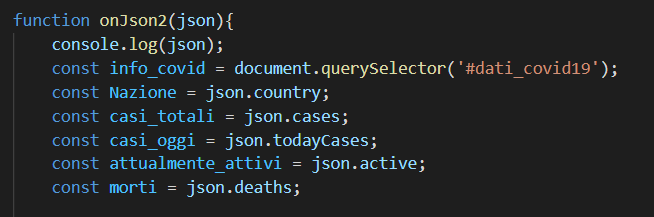 function onJson2(json){
    console.log(json);
    const info_covid = document.querySelector('#dati_covid19');
    const Nazione = json.country;
    const casi_totali = json.cases;
    const casi_oggi = json.todayCases;
    const attualmente_attivi = json.active;
    const morti = json.deaths;